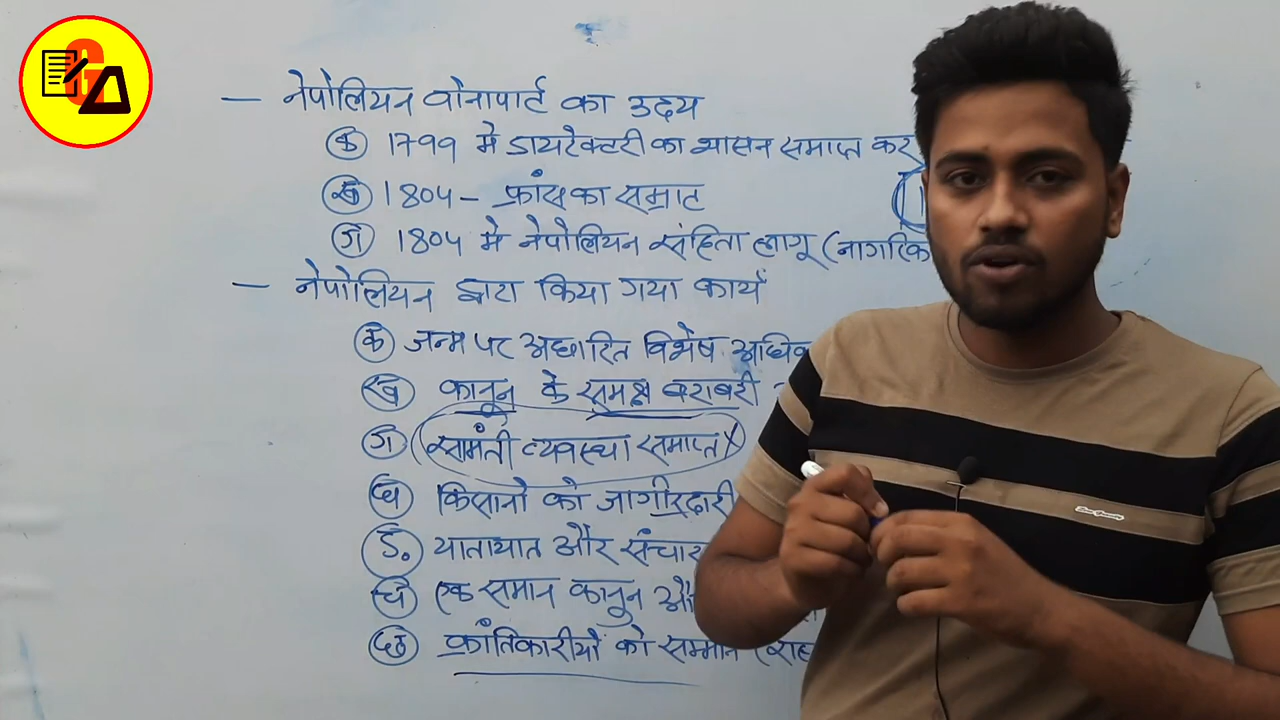 — नेपोलियन वोनापार्ट का उदय
क 1799 मे डायरेक्टरी का शासन समाप्त कर
ख 1804 – फ्रांस का सम्राट
ग 1804 मे नेपोलियन संहिता लागू (नागरिक
— नेपोलियन द्वारा किया गया कार्य
क जन्म पर अधारित विशेष अधिक
ख कानून के समक्ष बराबरी
ग सामंती व्यवस्था समाप्त
घ किसानो को जागीरदारी
ङ. यातायात और संचार
च एक समान कानुन औ
छ क्रांतिकारीयो को सम्मान